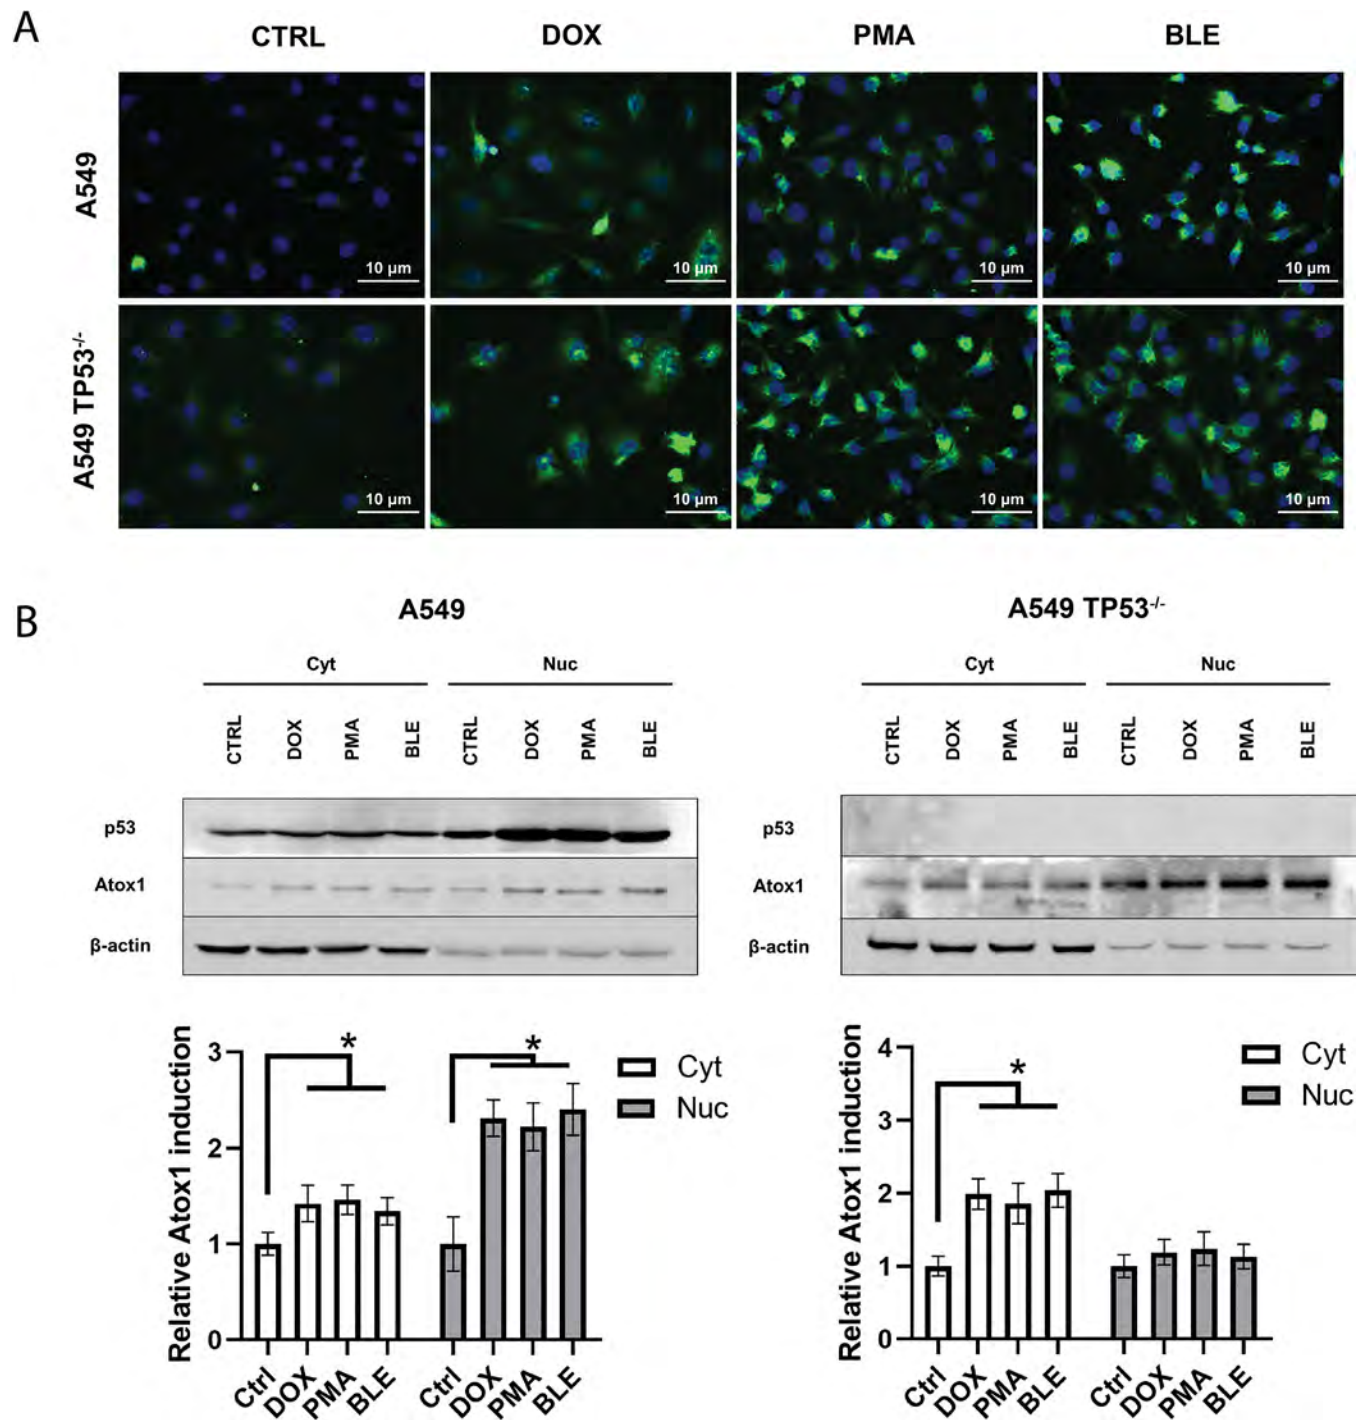 A
CTRL DOX PMA BLE
A549
10 µm 10 µm 10 µm 10 µm
A549 TP53-/-
10 µm 10 µm 10 µm 10 µm
B
A549
Cyt Nuc
CTRL DOX PMA BLE CTRL DOX PMA BLE
p53
Atox1
β-actin
A549 TP53-/-
Cyt Nuc
CTRL DOX PMA BLE CTRL DOX PMA BLE
p53
Atox1
β-actin
Relative Atox1 induction
3
2
1
0
* *
Cyt
Nuc
Ctrl DOX PMA BLE Ctrl DOX PMA BLE
Relative Atox1 induction
4
3
2
1
0
*
Cyt
Nuc
Ctrl DOX PMA BLE Ctrl DOX PMA BLE